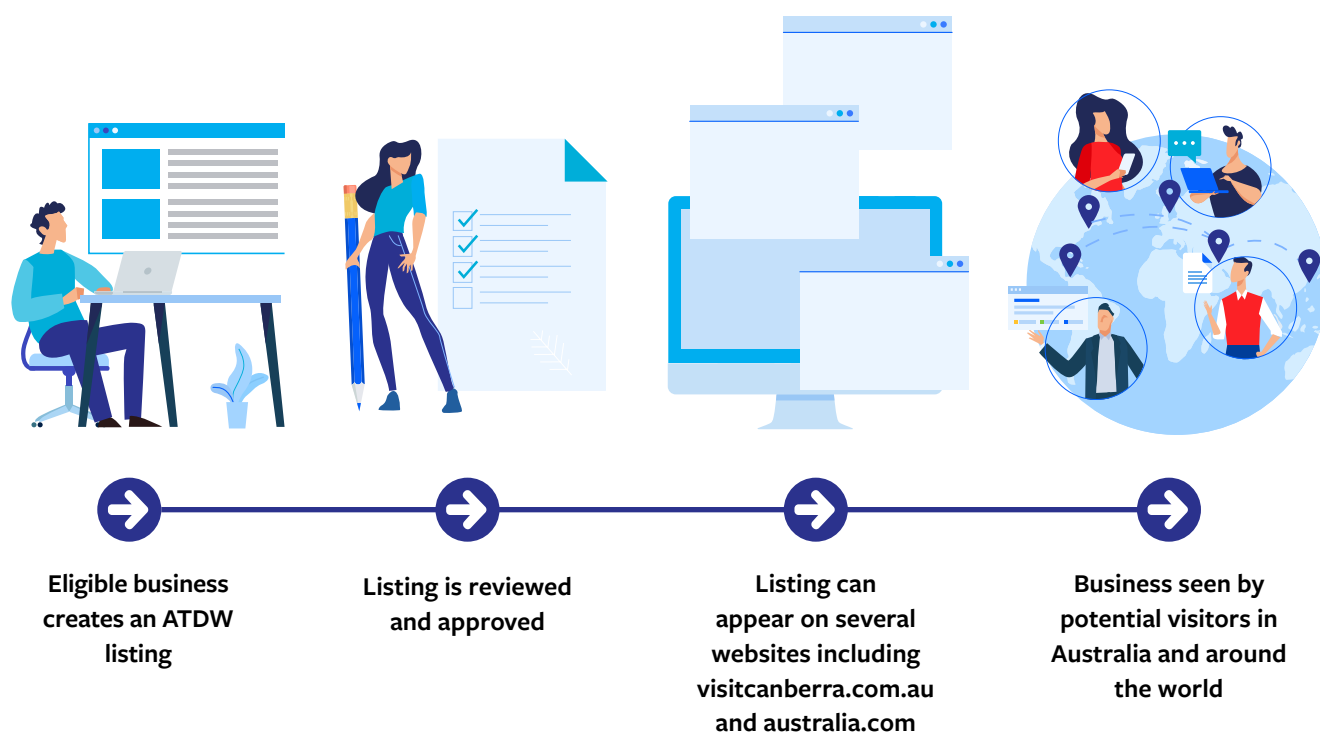 Eligible business
creates an ATDW
listing
Listing is reviewed
and approved
Listing can
appear on several
websites including
visitcanberra.com.au
and australia.com
Business seen by
potential visitors in
Australia and around
the world